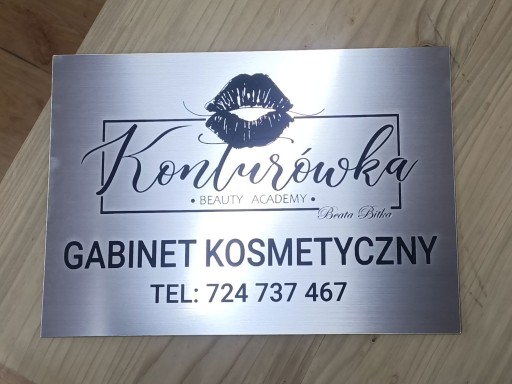 Konturówka
• BEAUTY ACADEMY •
Beata Bitka
GABINET KOSMETYCZNY
TEL: 724 737 467